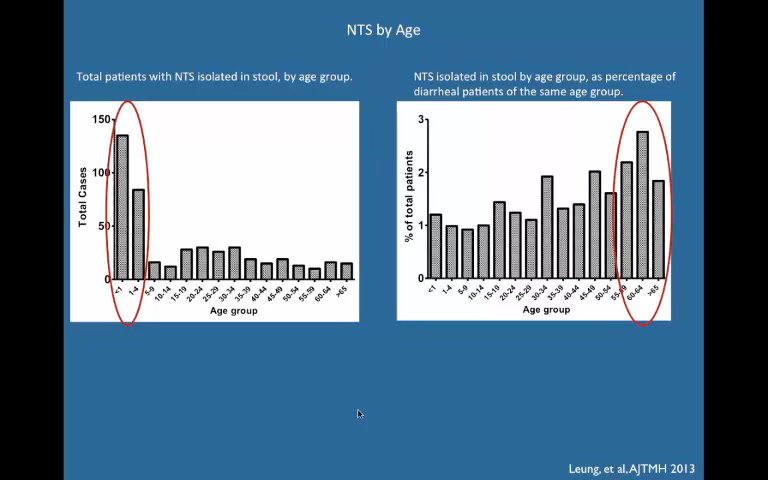 NTS by Age
Total patients with NTS isolated in stool, by age group.
NTS isolated in stool by age group, as percentage of
diarrheal patients of the same age group.
150
100
50
0
Total Cases
<1 1-4 5-9 10-14 15-19 20-24 25-29 30-34 35-39 40-44 45-49 50-54 55-59 60-64 >65
Age group
3
2
1
0
% of total patients
<1 1-4 5-9 10-14 15-19 20-24 25-29 30-34 35-39 40-44 45-49 50-54 55-59 60-64 >65
Age group
Leung, et al, AJTMH 2013